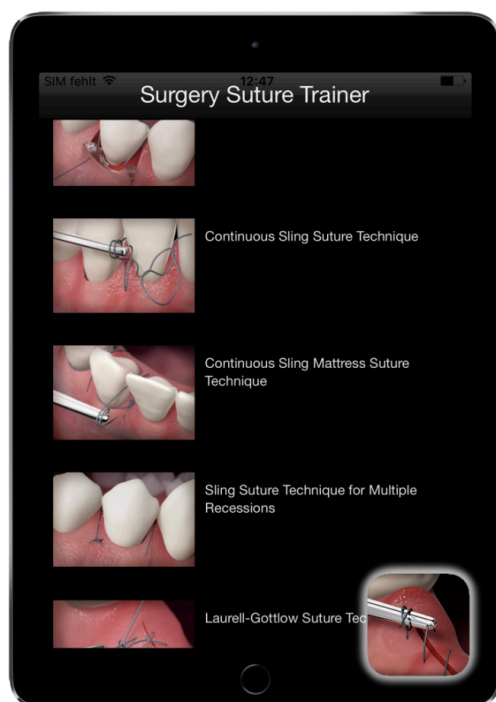 SIM fehlt
12:47
Surgery Suture Trainer
Continuous Sling Suture Technique
Continuous Sling Mattress Suture
Technique
Sling Suture Technique for Multiple
Recessions
Laurell-Gottlow Suture Tec